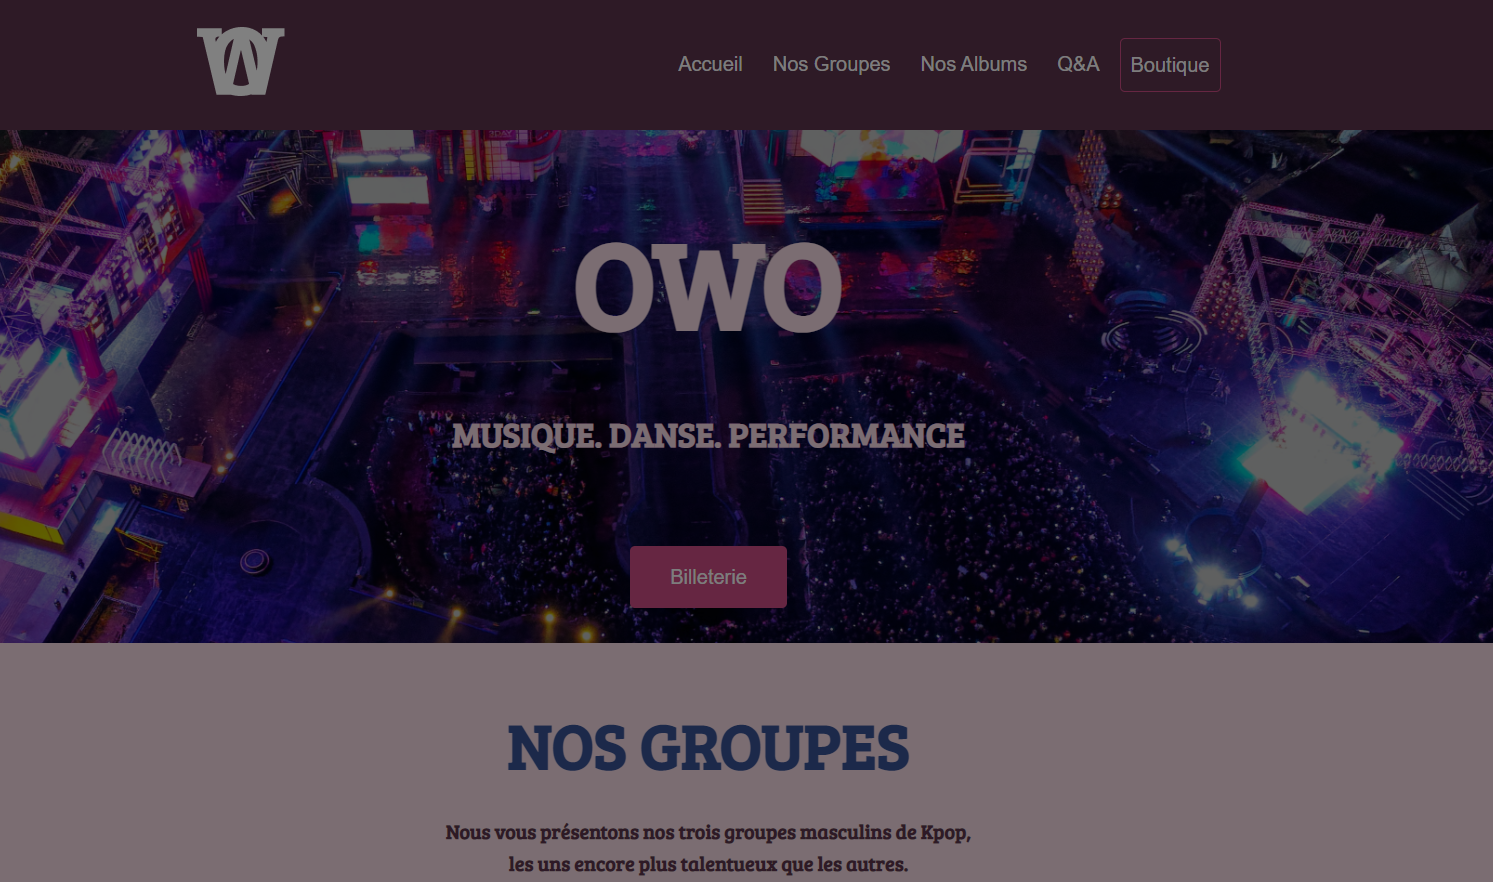 OWO
Accueil Nos Groupes Nos Albums Q&A Boutique
OWO
MUSIQUE. DANSE. PERFORMANCE
Billeterie
NOS GROUPES
Nous vous présentons nos trois groupes masculins de Kpop,
les uns encore plus talentueux que les autres.